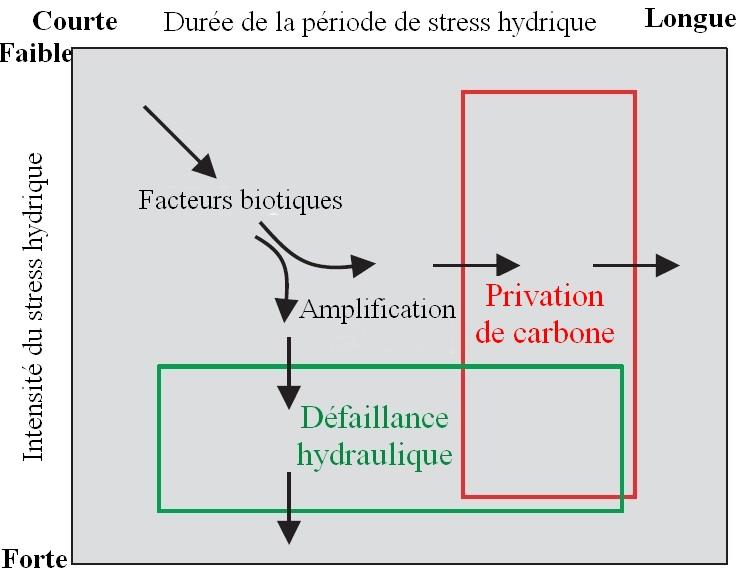 Courte
Durée de la période de stress hydrique
Longue
Faible
Intensité du stress hydrique
Facteurs biotiques
Amplification
Privation
de carbone
Défaillance
hydraulique
Forte